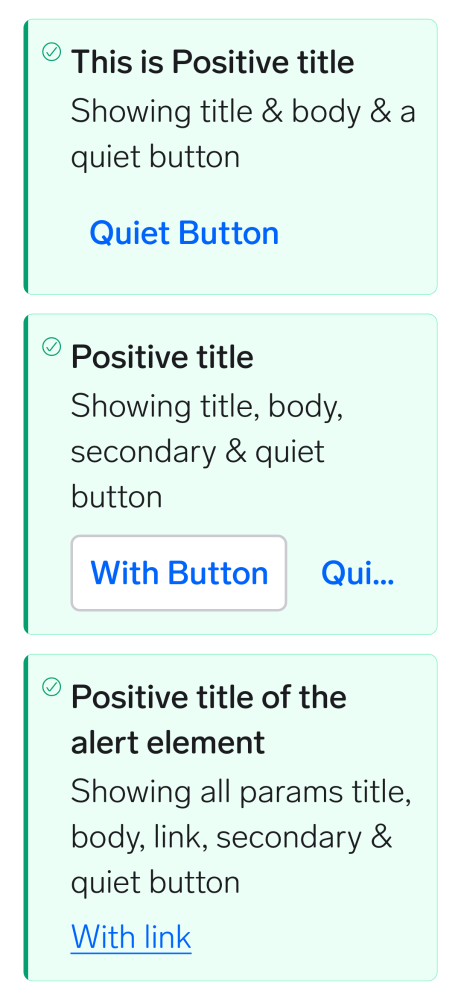 This is Positive title
Showing title & body & a
quiet button
Quiet Button
Positive title
Showing title, body,
secondary & quiet
button
With Button Qui...
Positive title of the
alert element
Showing all params title,
body, link, secondary &
quiet button
With link